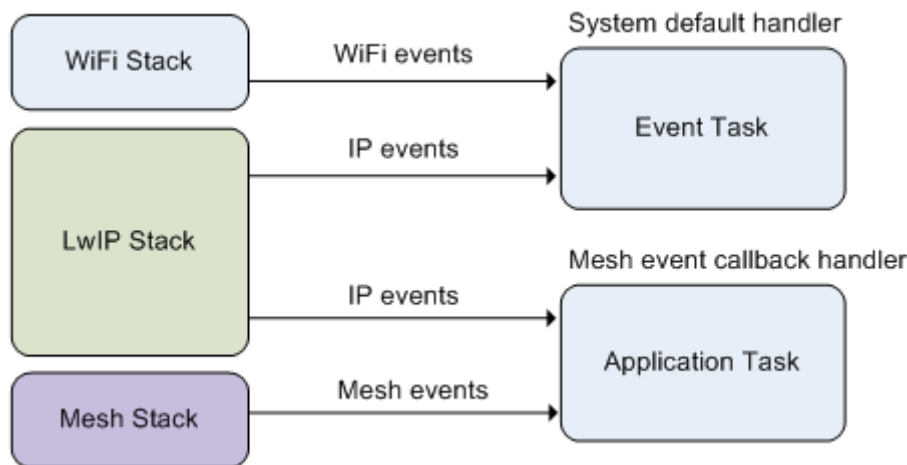 System default handler
WiFi Stack
WiFi events
Event Task
IP events
LwIP Stack
Mesh event callback handler
IP events
Application Task
Mesh events
Mesh Stack